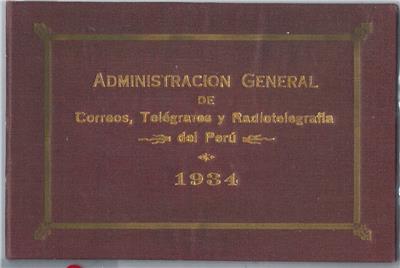 ADMINISTRACION GENERAL
DE
Correos, Telégrafos y Radiotelegrafía
del Perú
1934